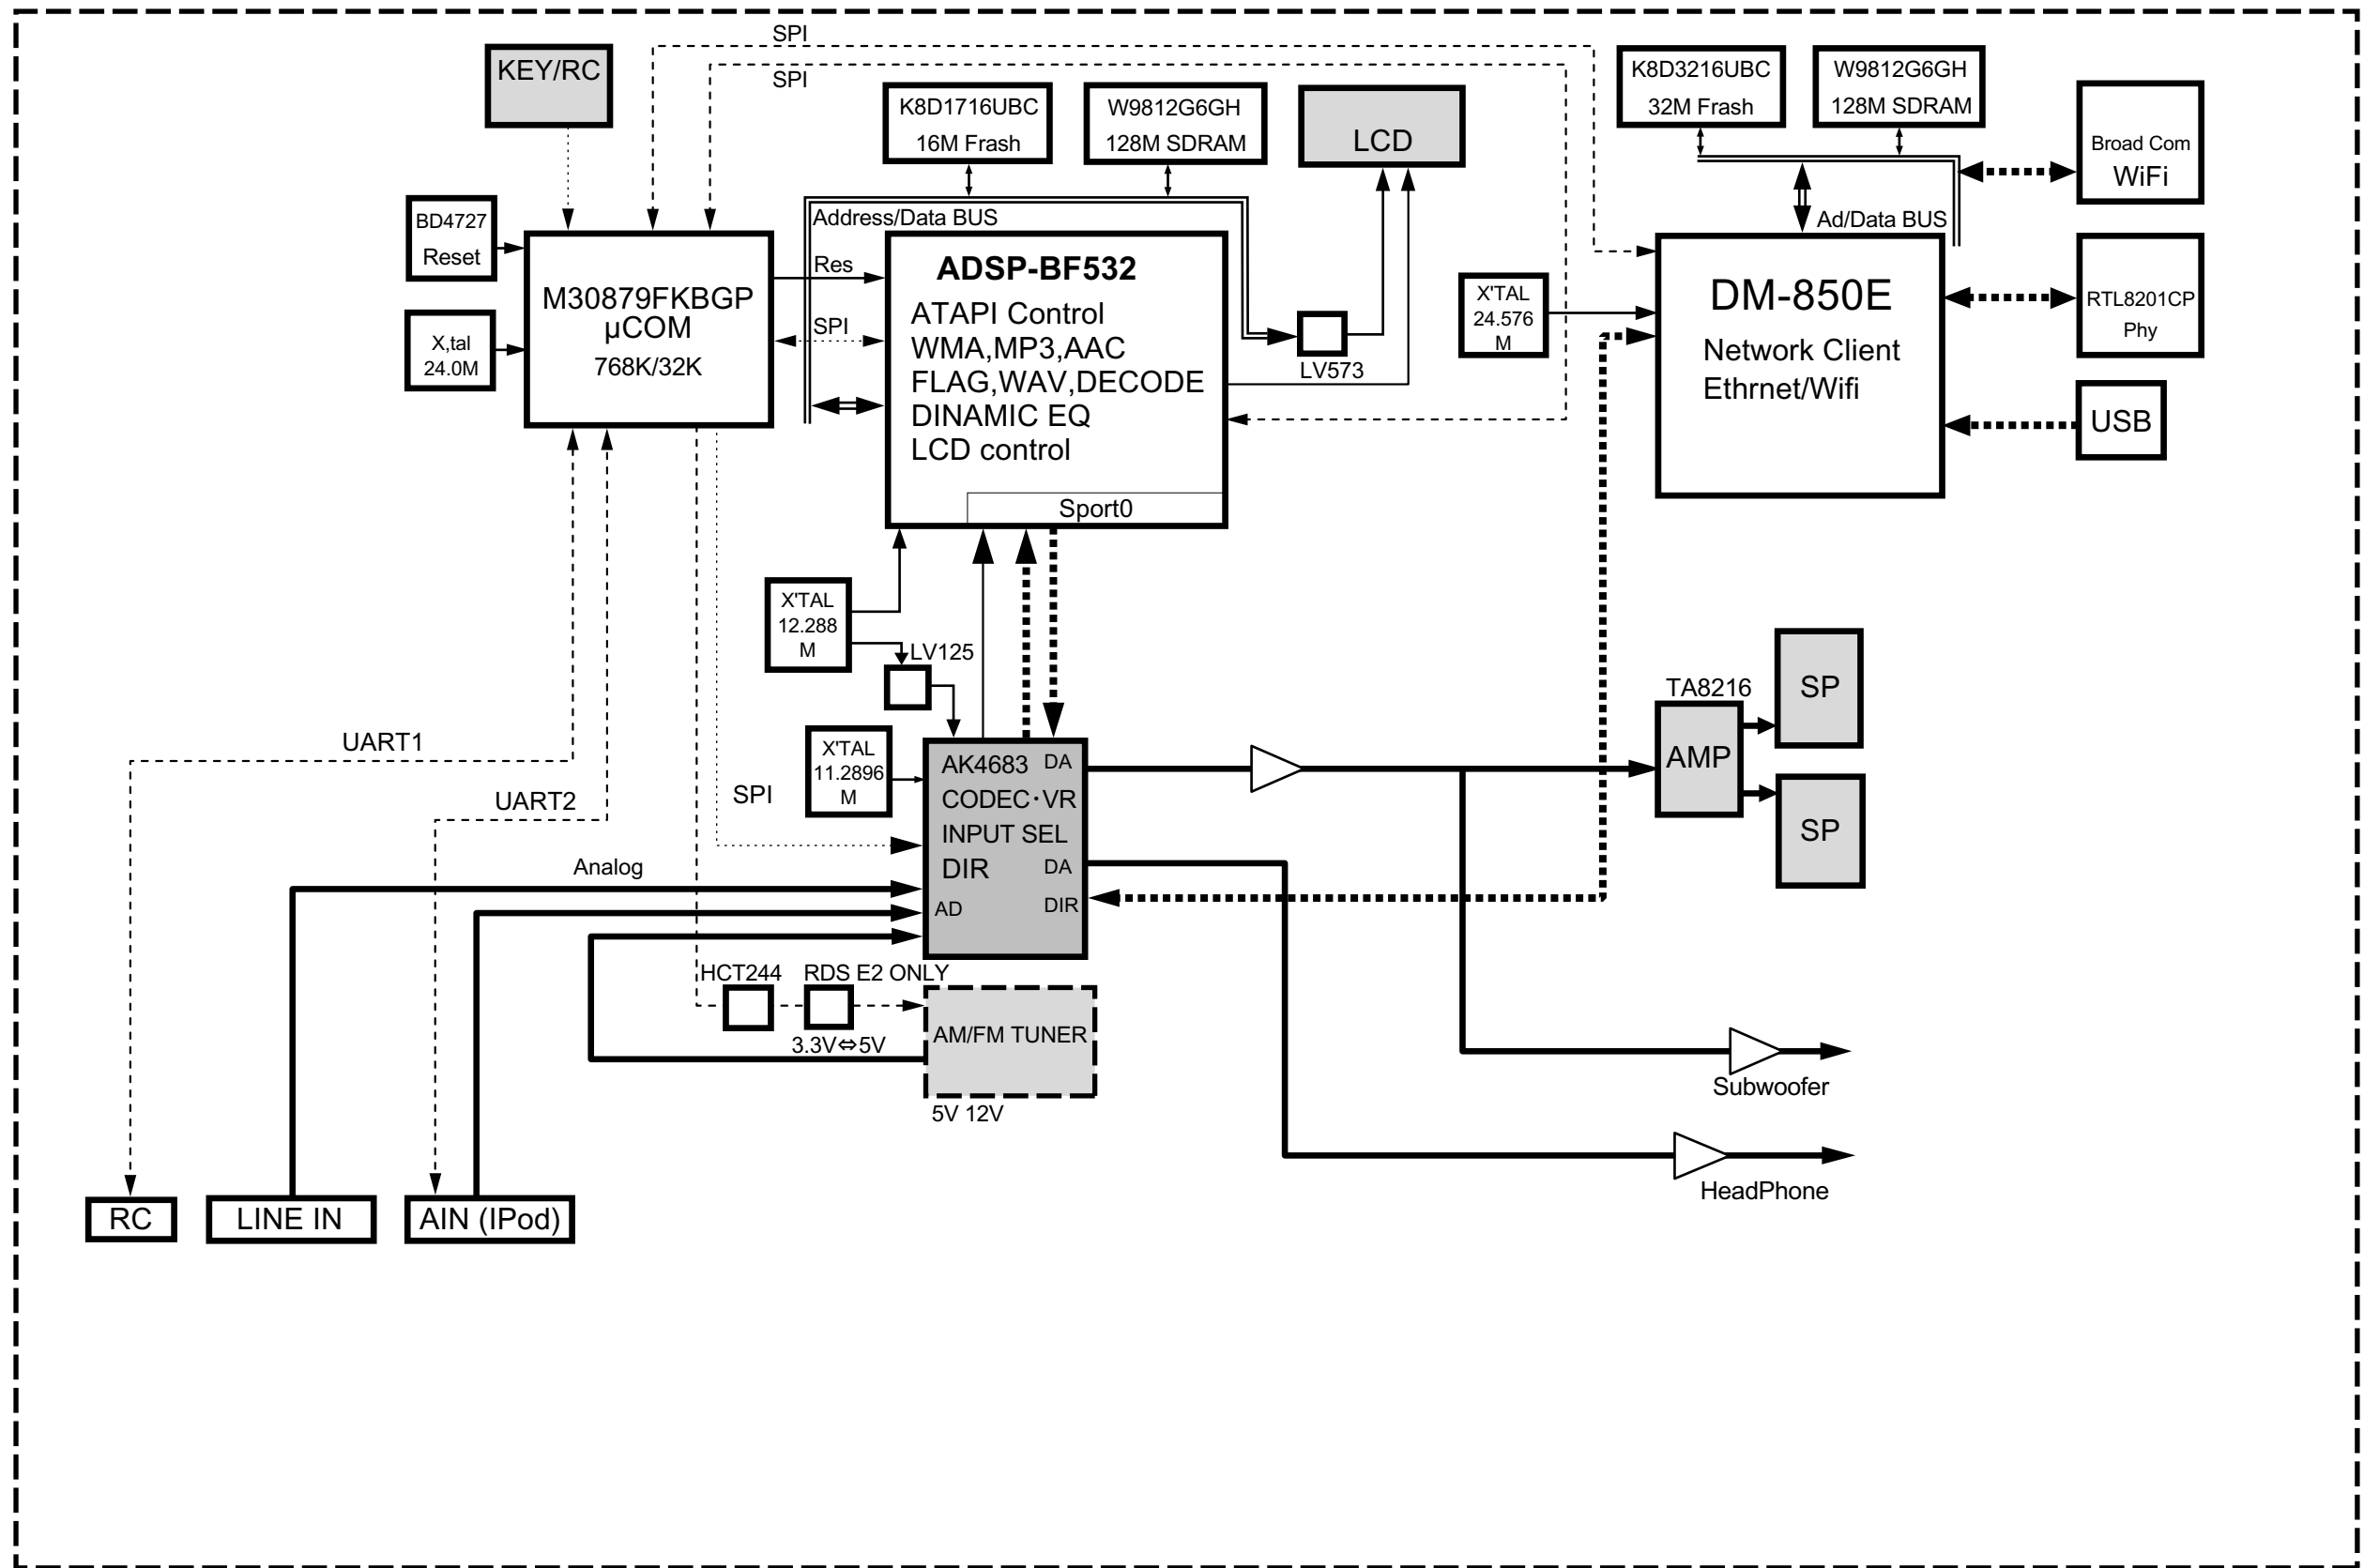 SPI
SPI
KEY/RC
K8D1716UBC
16M Frash
W9812G6GH
128M SDRAM
LCD
K8D3216UBC
32M Frash
W9812G6GH
128M SDRAM
Broad Com
WiFi
BD4727
Reset
Address/Data BUS
Ad/Data BUS
M30879FKBGP
μCOM
768K/32K
Res
SPI
X,tal
24.0M
ADSP-BF532
ATAPI Control
WMA,MP3,AAC
FLAG,WAV,DECODE
DINAMIC EQ
LCD control
Sport0
LV573
X'TAL
24.576
M
DM-850E
Network Client
Ethrnet/Wifi
RTL8201CP
Phy
USB
X'TAL
12.288
M
LV125
X'TAL
11.2896
M
UART1
UART2
SPI
Analog
AK4683 DA
CODEC・VR
INPUT SEL
DIR DA
AD DIR
TA8216
AMP
SP
SP
HCT244
RDS E2 ONLY
3.3V⇔5V
AM/FM TUNER
5V 12V
Subwoofer
HeadPhone
RC
LINE IN
AIN (IPod)